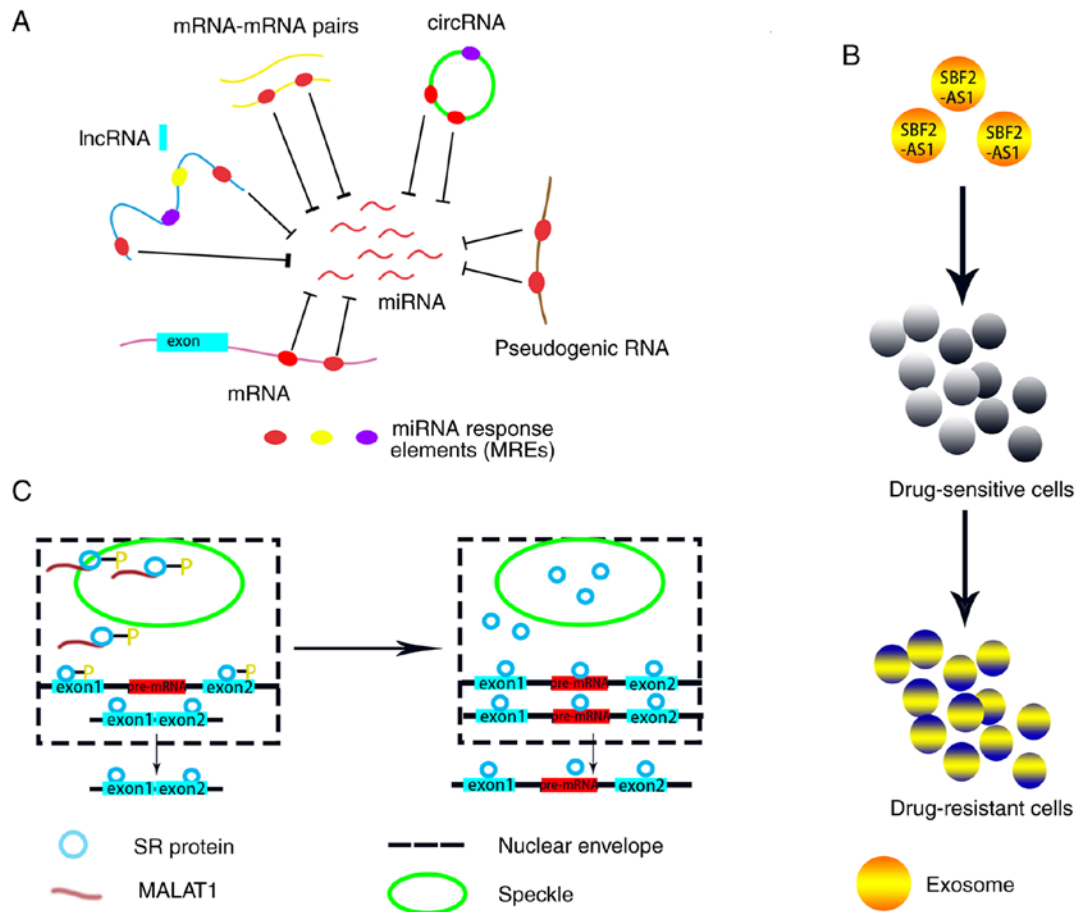 A
mRNA-mRNA pairs
circRNA
lncRNA
miRNA
exon
mRNA
Pseudogenic RNA
miRNA response
elements (MREs)
B
SBF2
-AS1
SBF2
-AS1
SBF2
-AS1
Drug-sensitive cells
Drug-resistant cells
Exosome
C
P
P
P
P
P
exon1
pre-mRNA
exon2
exon1
exon2
exon1
exon2
exon1
pre-mRNA
exon2
exon1
pre-mRNA
exon2
exon1
pre-mRNA
exon2
SR protein
Nuclear envelope
MALAT1
Speckle